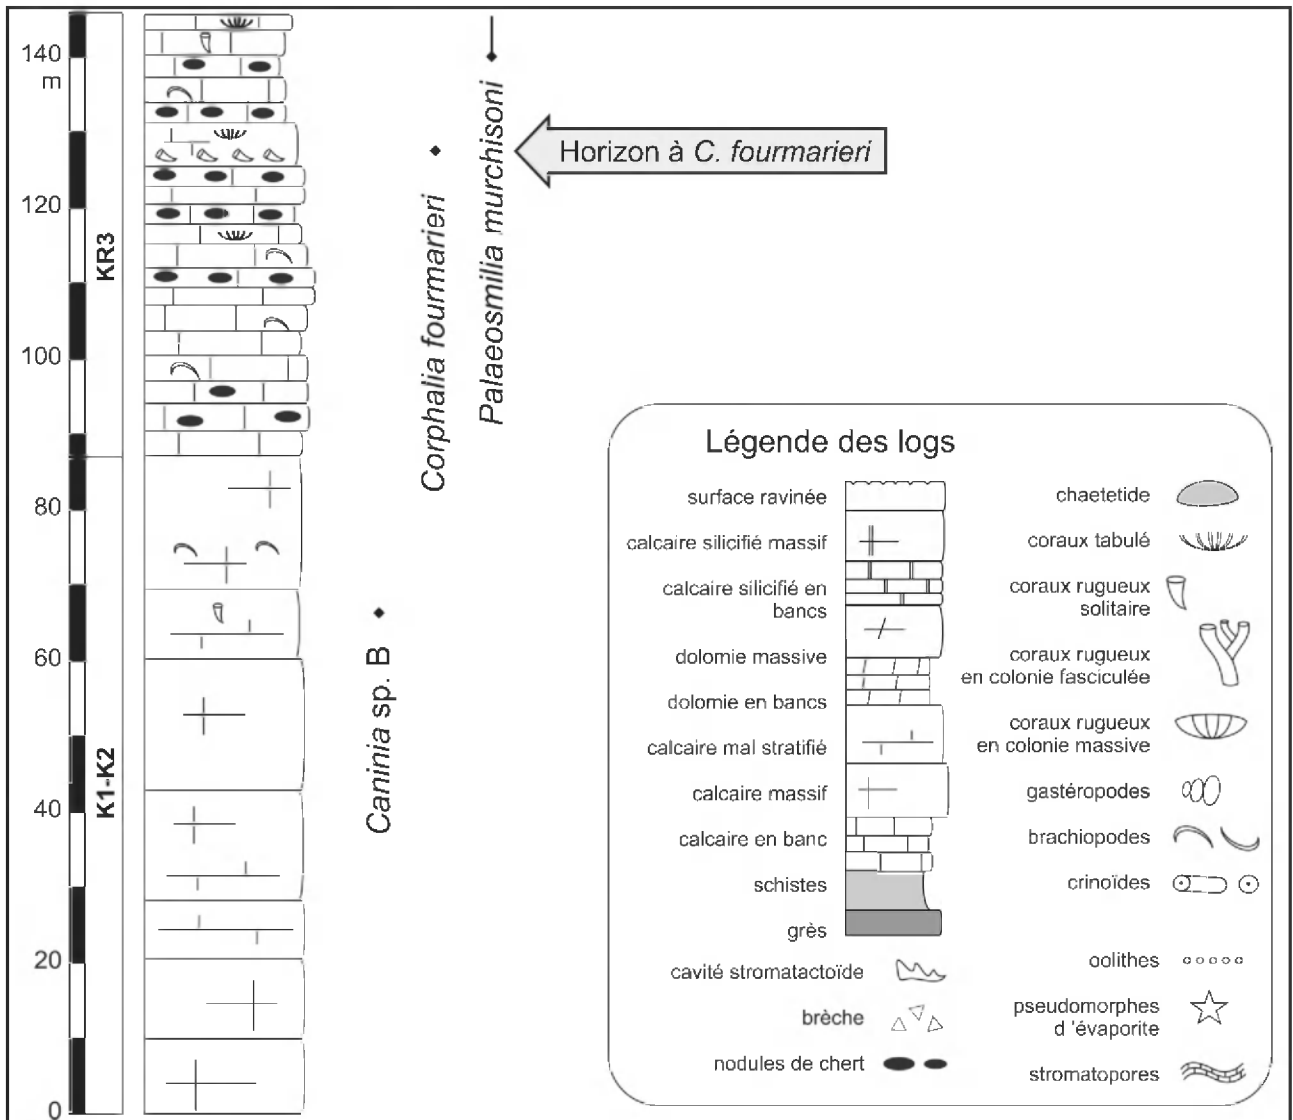 140
m
120
100
80
60
40
20
0
KR3
K1-K2
Caninia sp. B
Corphalia fourmarieri
Palaeosmilia murchisoni
Horizon à C. fourmarieri
Légende des logs
surface ravinée
calcaire silicifié massif
calcaire silicifié en
bancs
dolomie massive
dolomie en bancs
calcaire mal stratifié
calcaire massif
calcaire en banc
schistes
grès
cavité stromatactoïde
brèche
nodules de chert
chaetetide
coraux tabulé
coraux rugueux
solitaire
coraux rugueux
en colonie fasciculée
coraux rugueux
en colonie massive
gastéropodes
brachiopodes
crinoïdes
oolithes
pseudomorphes
d 'évaporite
stromatopores